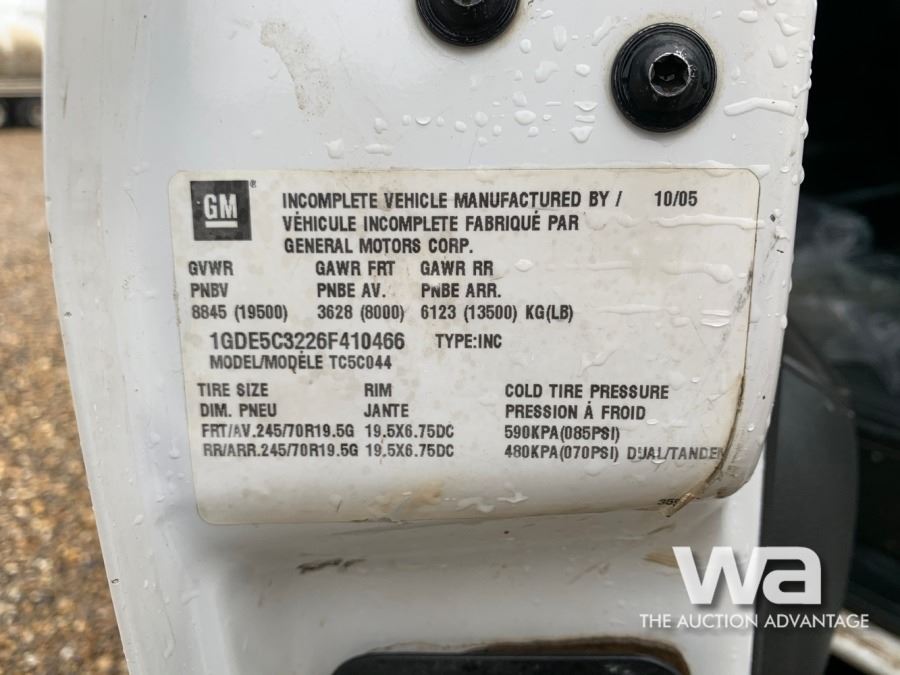 GM ® INCOMPLETE VEHICLE MANUFACTURED BY / 10/05
VÉHICULE INCOMPLETE FABRIQUÉ PAR
GENERAL MOTORS CORP.
GVWR GAWR FRT GAWR RR
PNBV PNBE AV. PNBE ARR.
8845 (19500) 3628 (8000) 6123 (13500) KG(LB)
1GDE5C3226F410466 TYPE:INC
MODEL/MODÈLE TC5C044
TIRE SIZE RIM COLD TIRE PRESSURE
DIM. PNEU JANTE PRESSION À FROID
FRT/AV.245/70R19.5G 19.5X6.75DC 590KPA(085PSI)
RR/ARR.245/70R19.5G 19.5X6.75DC 480KPA(070PSI) DUAL/TANDEM
wa
THE AUCTION ADVANTAGE